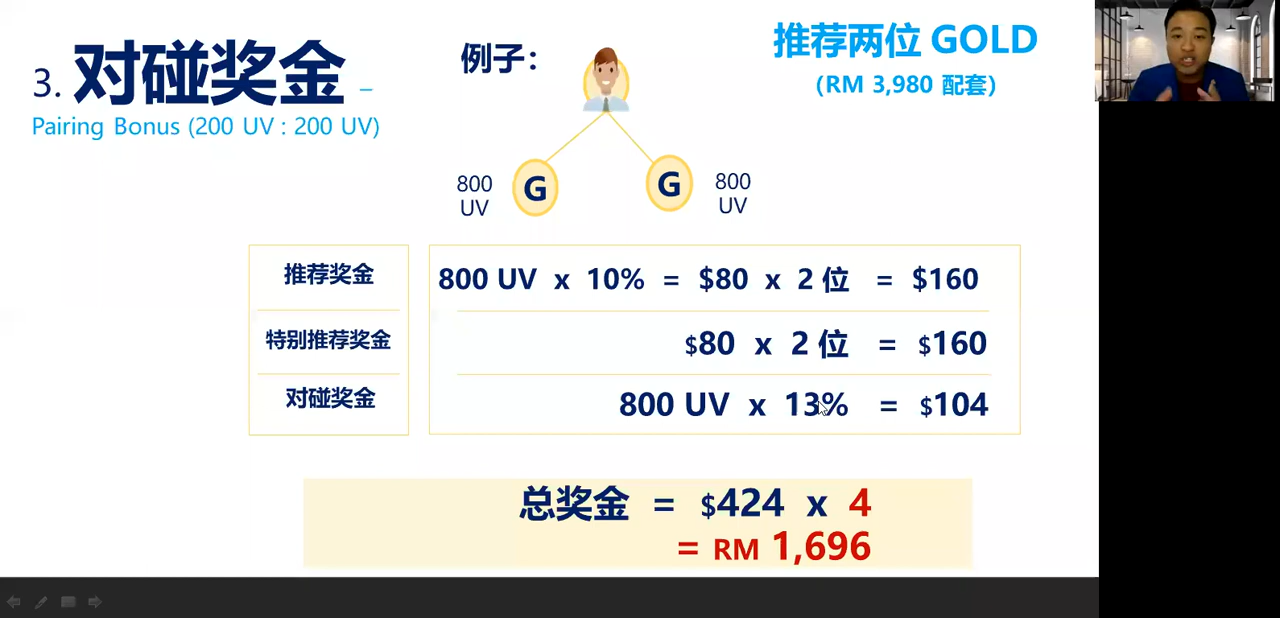 3. 对碰奖金 –
Pairing Bonus (200 UV : 200 UV)
例子：
推荐两位 GOLD
(RM 3,980 配套)
800
UV
G
G
800
UV
推荐奖金
800 UV x 10% = $80 x 2 位 = $160
特别推荐奖金
$80 x 2 位 = $160
对碰奖金
800 UV x 13% = $104
总奖金 = $424 x 4
= RM 1,696